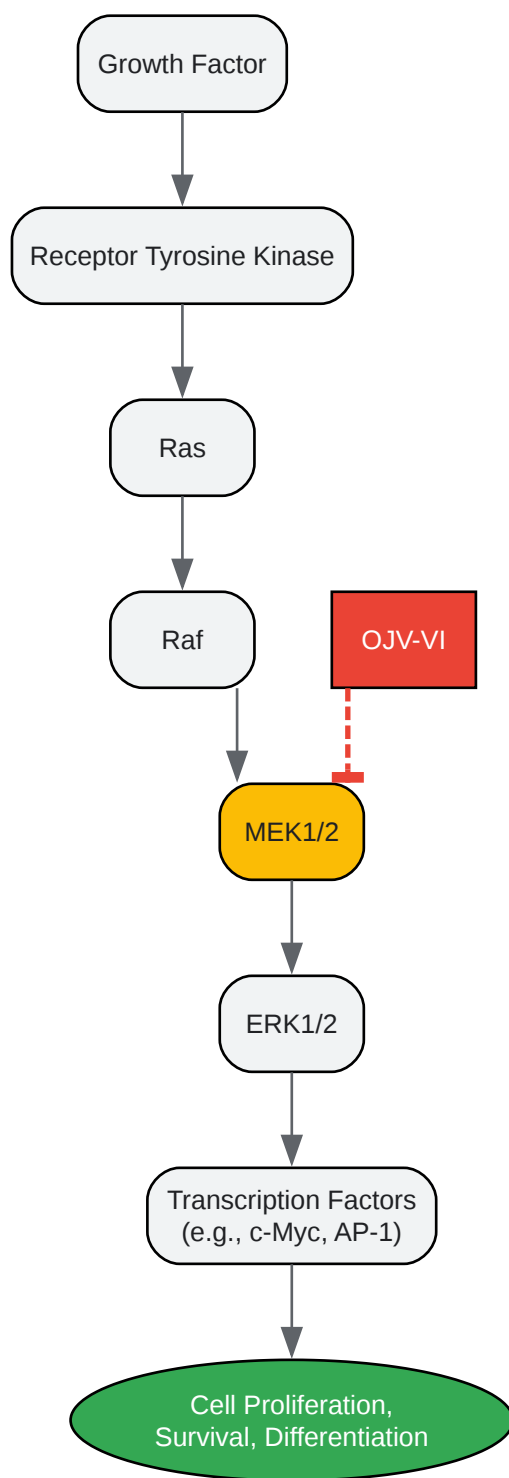 Growth Factor
Receptor Tyrosine Kinase
Ras
Raf
OJV-VI
MEK1/2
ERK1/2
Transcription Factors
(e.g., c-Myc, AP-1)
Cell Proliferation,
Survival, Differentiation